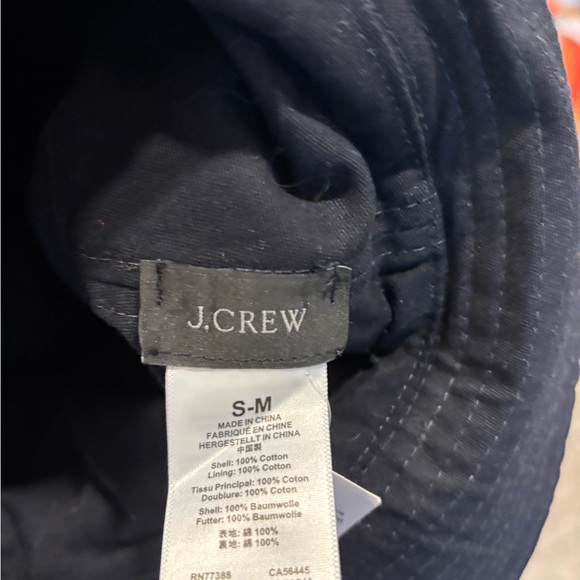 J.CREW
S-M
MADE IN CHINA
FABRIQUÉ EN CHINE
HERGESTELLT IN CHINA
中国製
Shell: 100% Cotton
Lining: 100% Cotton
Tissu Principal: 100% Coton
Doublure: 100% Coton
Shell: 100% Baumwolle
Futter: 100% Baumwolle
表地: 綿 100%
裏地: 綿 100%
RN77388 CA56445